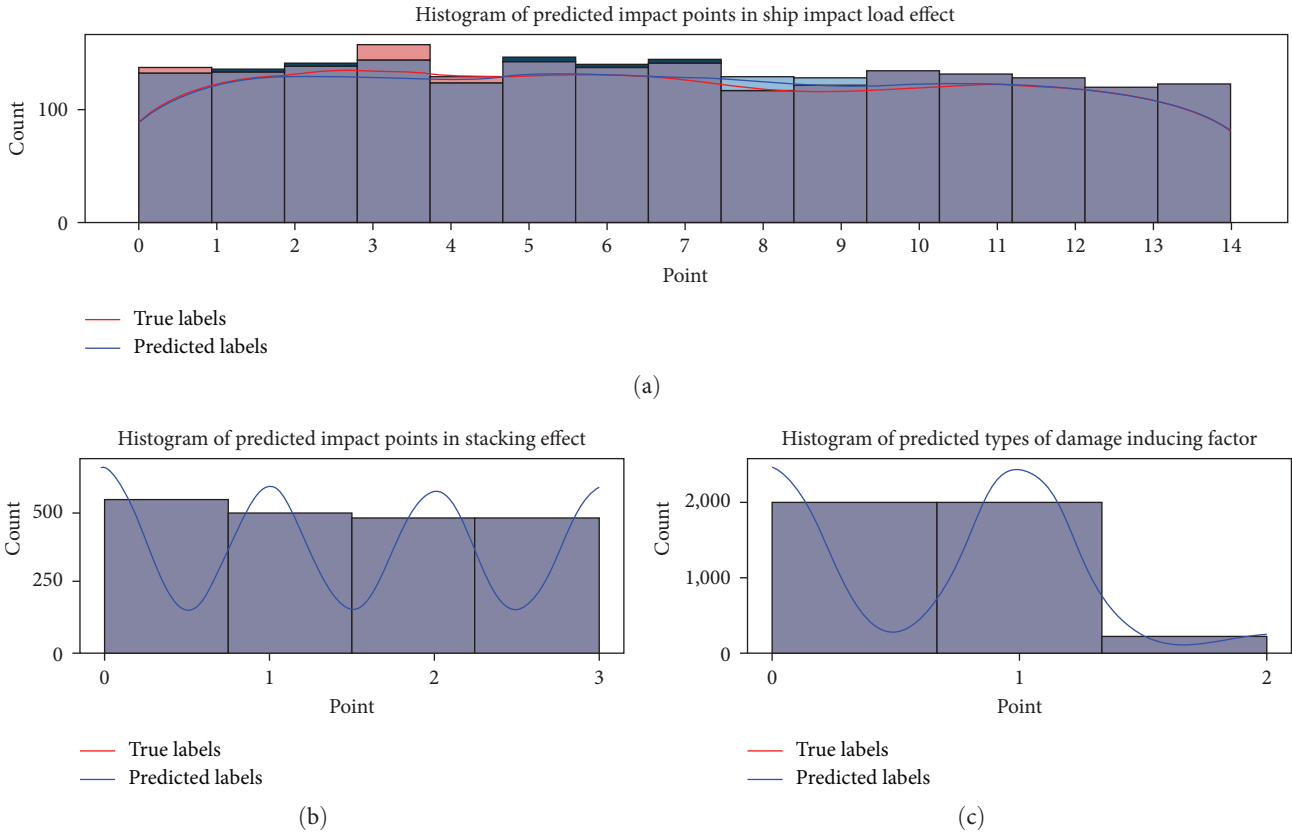 Histogram of predicted impact points in ship impact load effect
Count
100
0
0 1 2 3 4 5 6 7 8 9 10 11 12 13 14
Point
True labels
Predicted labels
(a)
Histogram of predicted impact points in stacking effect
Count
500
250
0
0 1 2 3
Point
True labels
Predicted labels
(b)
Histogram of predicted types of damage inducing factor
Count
2,000
1,000
0
0 1 2
Point
True labels
Predicted labels
(c)